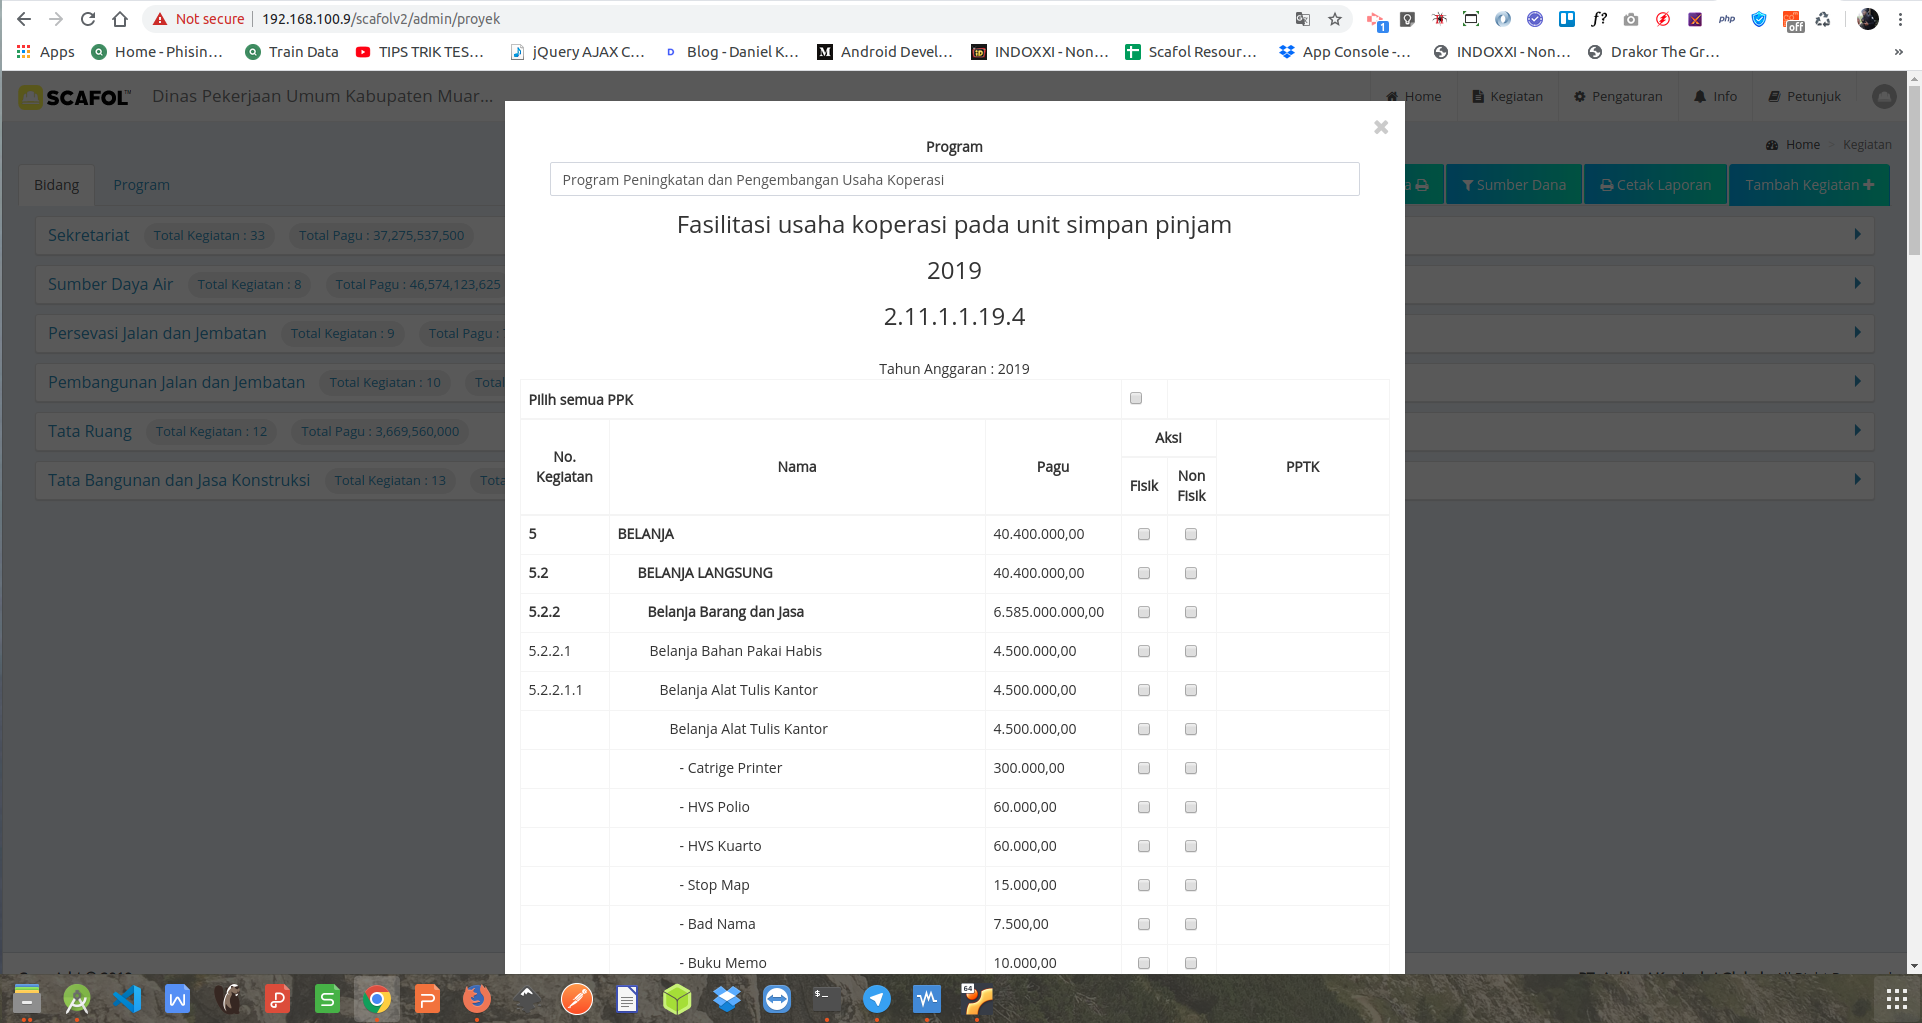 Not secure | 192.168.100.9/scafolv2/admin/proyek
1
off
Apps
Home - Phisin...
Train Data
TIPS TRIK TES...
jQuery AJAX C...
Blog - Daniel K...
Android Devel...
INDOXXI - Non...
Scafol Resour...
App Console -...
INDOXXI - Non...
Drakor The Gr...
»
SCAFOL™
Dinas Pekerjaan Umum Kabupaten Muar...
Home
Kegiatan
Pengaturan
Info
Petunjuk
Home
Kegiatan
Bidang
Program
a
Sumber Dana
Cetak Laporan
Tambah Kegiatan +
Sekretariat Total Kegiatan : 33 Total Pagu : 37,275,537,500
Sumber Daya Air Total Kegiatan : 8 Total Pagu : 46,574,123,625
Persevasi Jalan dan Jembatan Total Kegiatan : 9 Total Pagu :
Pembangunan Jalan dan Jembatan Total Kegiatan : 10 Total
Tata Ruang Total Kegiatan : 12 Total Pagu : 3,669,560,000
Tata Bangunan dan Jasa Konstruksi Total Kegiatan : 13 Tota
Program
Program Peningkatan dan Pengembangan Usaha Koperasi
Fasilitasi usaha koperasi pada unit simpan pinjam
2019
2.11.1.1.19.4
Tahun Anggaran : 2019
Pilih semua PPK
No. Kegiatan
Nama
Pagu
Aksi
Fisik
Non Fisik
PPTK
5 BELANJA 40.400.000,00
5.2 BELANJA LANGSUNG 40.400.000,00
5.2.2 Belanja Barang dan Jasa 6.585.000.000,00
5.2.2.1 Belanja Bahan Pakai Habis 4.500.000,00
5.2.2.1.1 Belanja Alat Tulis Kantor 4.500.000,00
Belanja Alat Tulis Kantor 4.500.000,00
- Catrige Printer 300.000,00
- HVS Polio 60.000,00
- HVS Kuarto 60.000,00
- Stop Map 15.000,00
- Bad Nama 7.500,00
- Buku Memo 10.000,00